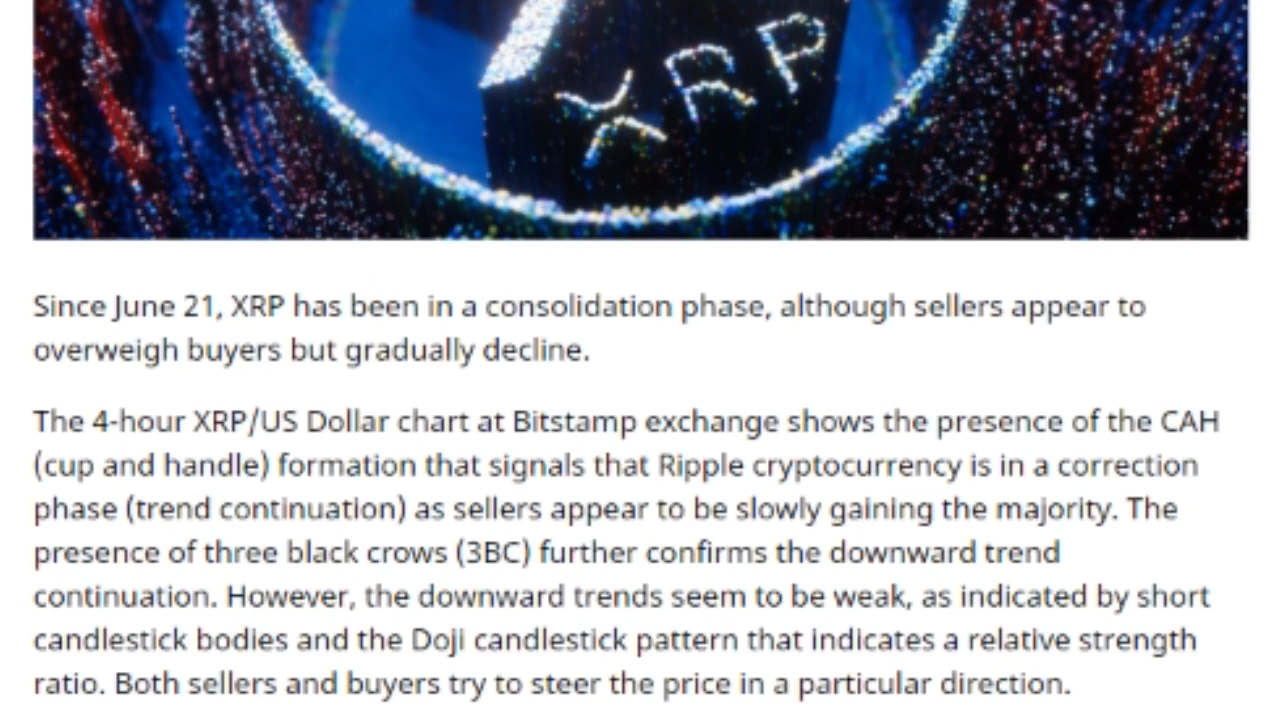 XRP
Since June 21, XRP has been in a consolidation phase, although sellers appear to
overweigh buyers but gradually decline.
The 4-hour XRP/US Dollar chart at Bitstamp exchange shows the presence of the CAH
(cup and handle) formation that signals that Ripple cryptocurrency is in a correction
phase (trend continuation) as sellers appear to be slowly gaining the majority. The
presence of three black crows (3BC) further confirms the downward trend
continuation. However, the downward trends seem to be weak, as indicated by short
candlestick bodies and the Doji candlestick pattern that indicates a relative strength
ratio. Both sellers and buyers try to steer the price in a particular direction.